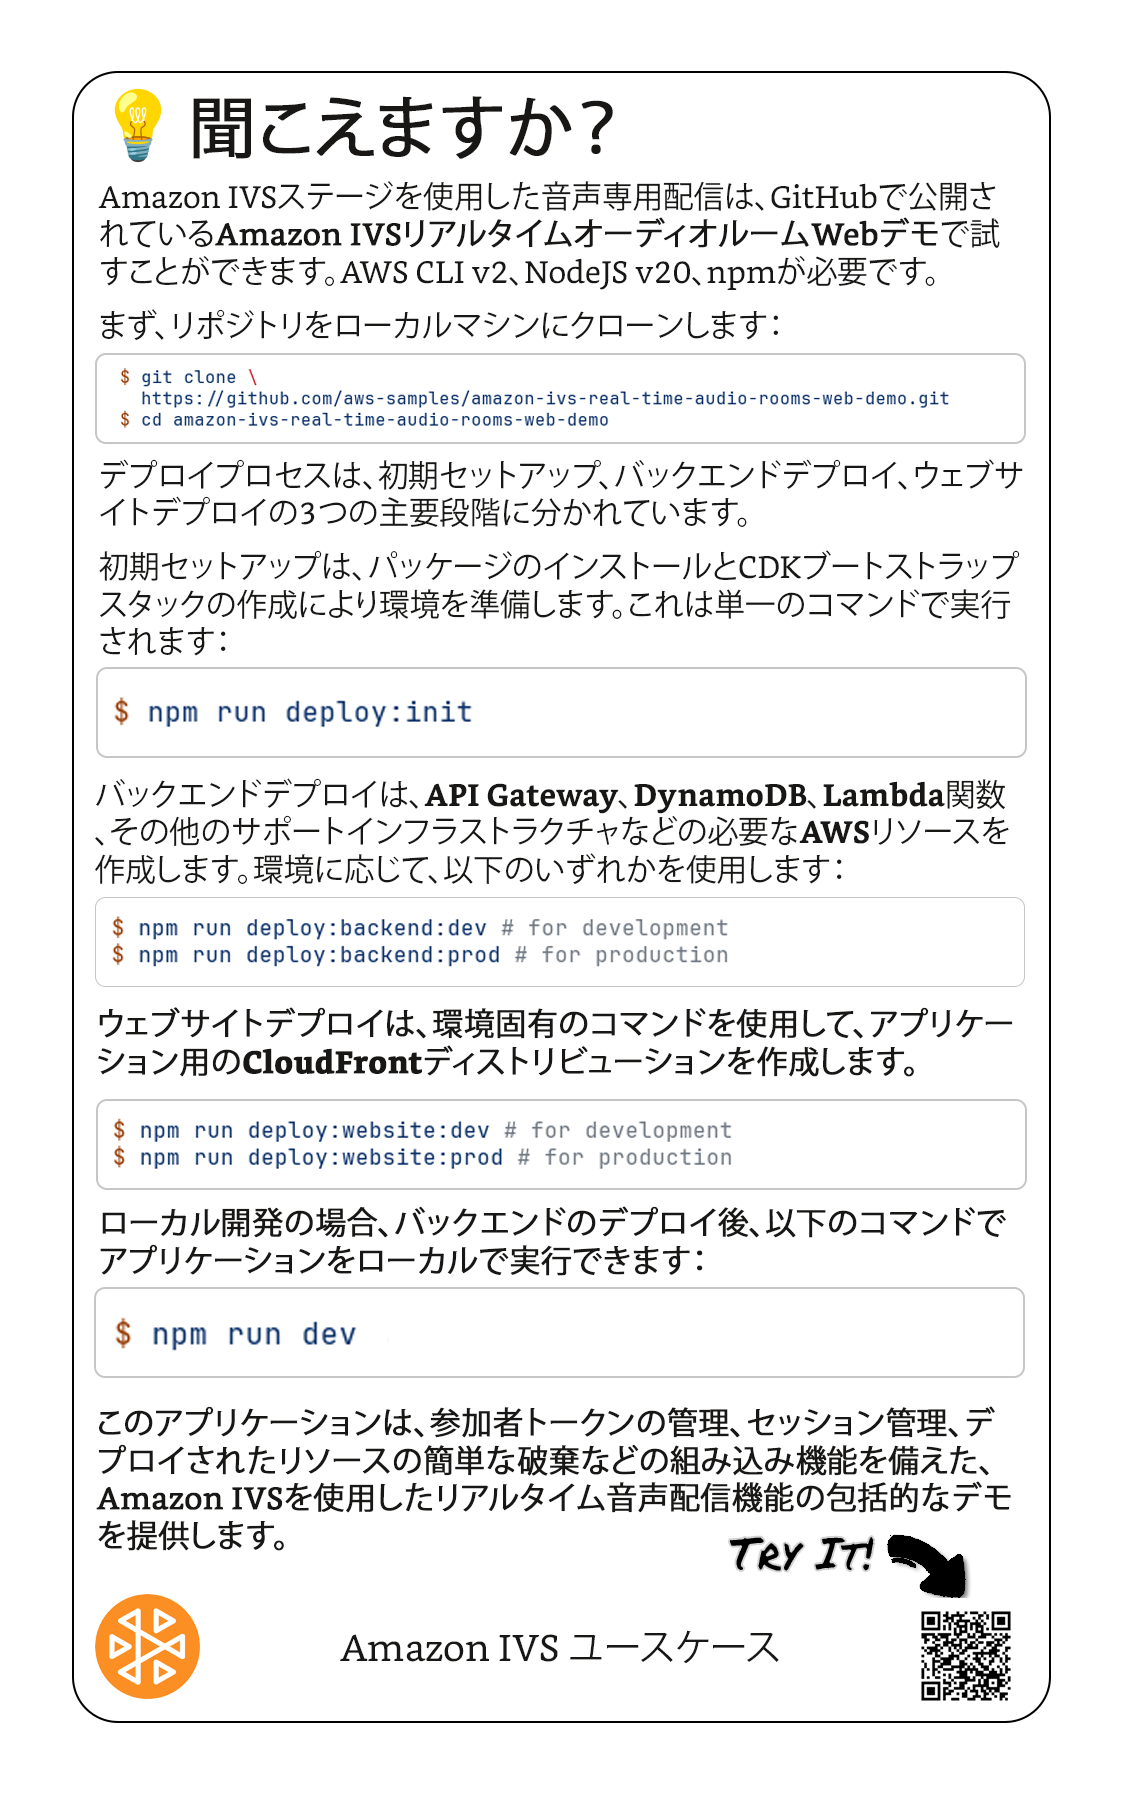 聞こえますか？
Amazon IVSステージを使用した音声専用配信は、GitHubで公開さ
れているAmazon IVSリアルタイムオーディオルームWebデモで試
すことができます。AWS CLI v2、NodeJS v20、npmが必要です。
まず、リポジトリをローカルマシンにクローンします：
$ git clone \
https://github.com/aws-samples/amazon-ivs-real-time-audio-rooms-web-demo.git
$ cd amazon-ivs-real-time-audio-rooms-web-demo
デプロイプロセスは、初期セットアップ、バックエンドデプロイ、ウェブサ
イトデプロイの3つの主要段階に分かれています。
初期セットアップは、パッケージのインストールとCDKブートストラップ
スタックの作成により環境を準備します。これは単一のコマンドで実行
されます：
$ npm run deploy:init
バックエンドデプロイは、API Gateway、DynamoDB、Lambda関数
、その他のサポートインフラストラクチャなどの必要なAWSリソースを
作成します。環境に応じて、以下のいずれかを使用します：
$ npm run deploy:backend:dev # for development
$ npm run deploy:backend:prod # for production
ウェブサイトデプロイは、環境固有のコマンドを使用して、アプリケー
ション用のCloudFrontディストリビューションを作成します。
$ npm run deploy:website:dev # for development
$ npm run deploy:website:prod # for production
ローカル開発の場合、バックエンドのデプロイ後、以下のコマンドで
アプリケーションをローカルで実行できます：
$ npm run dev
このアプリケーションは、参加者トークンの管理、セッション管理、デ
プロイされたリソースの簡単な破棄などの組み込み機能を備えた、
Amazon IVSを使用したリアルタイム音声配信機能の包括的なデモ
を提供します。
Try It!
Amazon IVS ユースケース